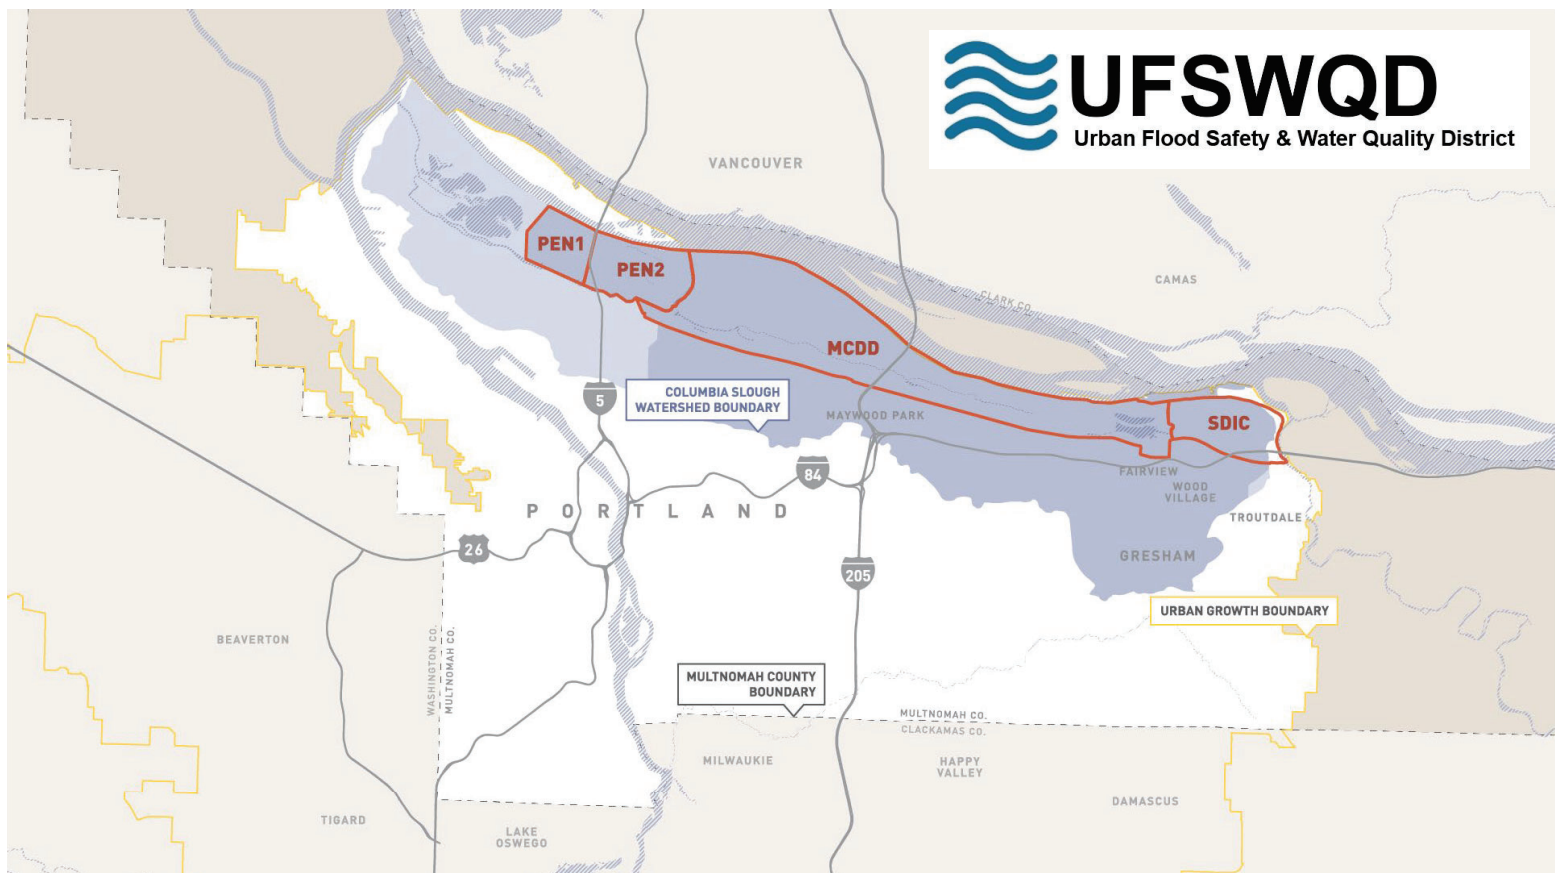 UFSWQD
Urban Flood Safety & Water Quality District
VANCOUVER
PEN1
PEN2
CAMAS
CLARK CO.
MCDD
COLUMBIA SLOUGH
WATERSHED BOUNDARY
5
MAYWOOD PARK
SDIC
84
FAIRVIEW
WOOD
VILLAGE
PORTLAND
TROUTDALE
26
GRESHAM
205
URBAN GROWTH BOUNDARY
BEAVERTON
WASHINGTON CO.
MULTNOMAH CO.
MULTNOMAH COUNTY
BOUNDARY
MULTNOMAH CO.
CLACKAMAS CO.
MILWAUKIE
HAPPY
VALLEY
DAMASCUS
TIGARD
LAKE
OSWEGO